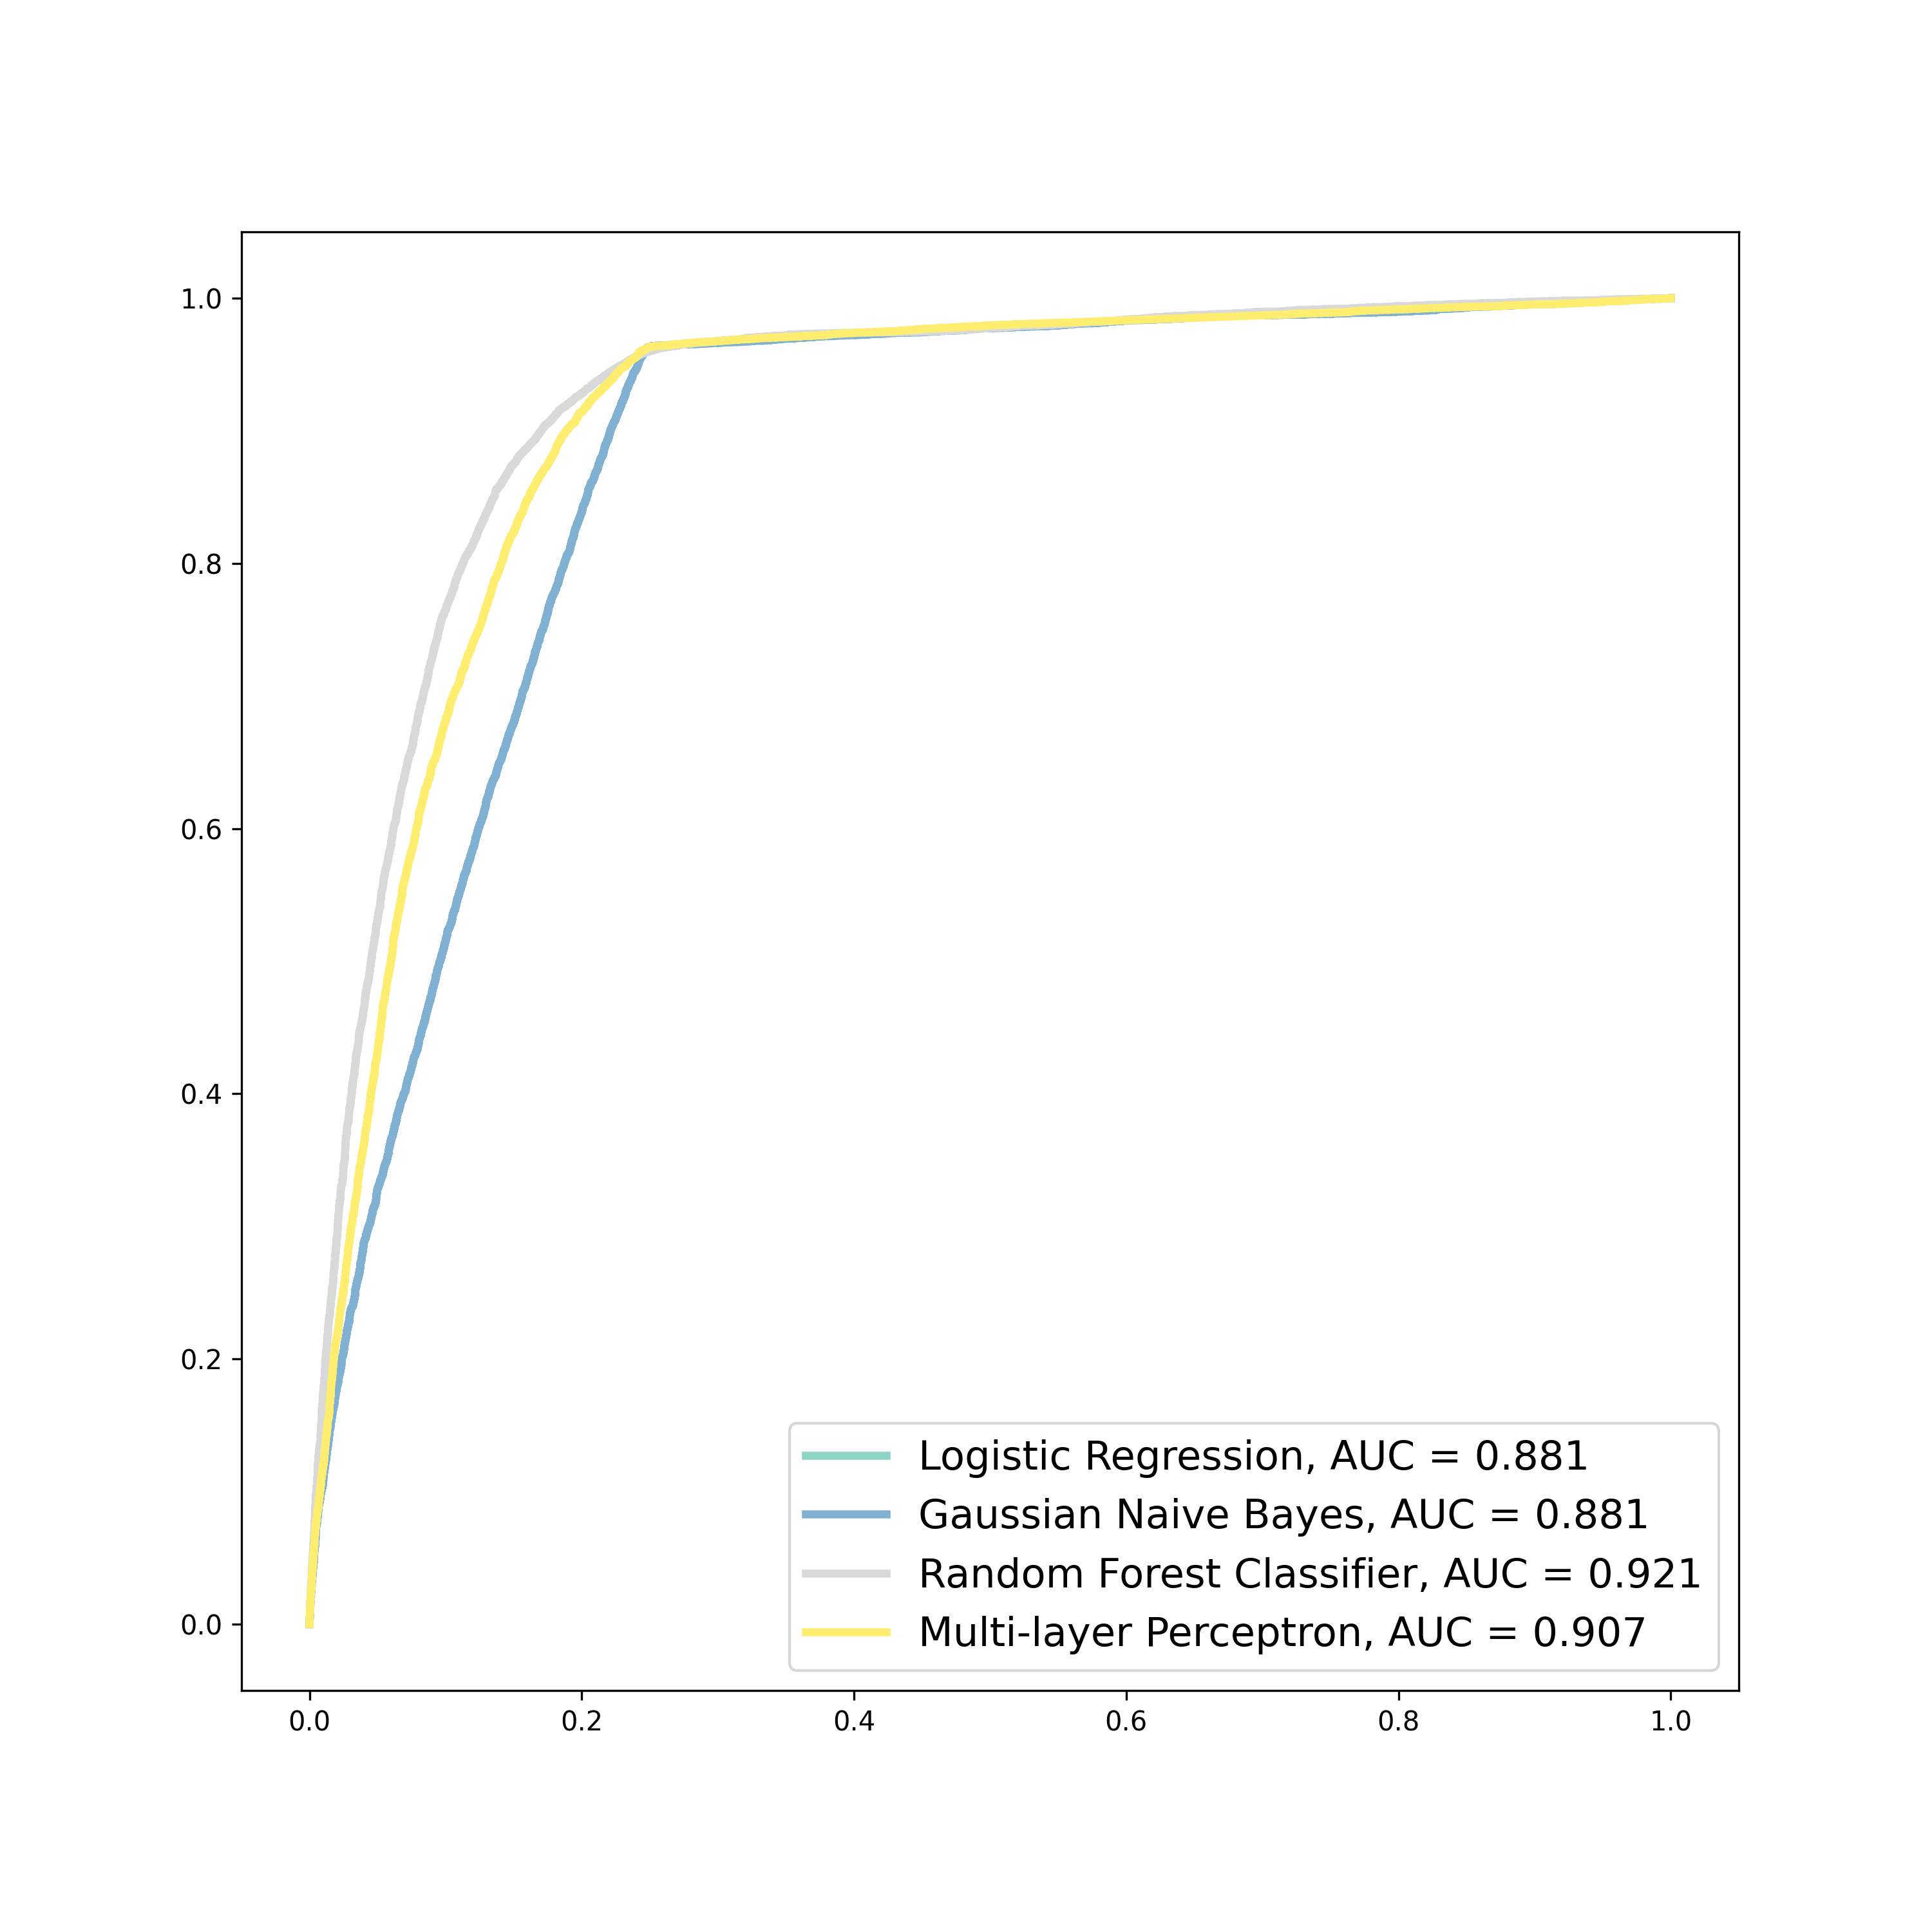 1.0
0.8
0.6
0.4
0.2
0.0
0.0 0.2 0.4 0.6 0.8 1.0
Logistic Regression, AUC = 0.881
Gaussian Naive Bayes, AUC = 0.881
Random Forest Classifier, AUC = 0.921
Multi-layer Perceptron, AUC = 0.907